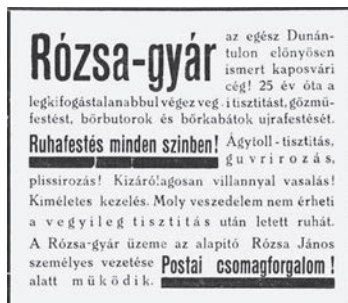 Rózsa-gyár
az egész Dunán-
tulon előnyösen
ismert kaposvári
cég! 25 év óta a
legkifogástalanabbul végez veg . i tisztitást, gőzmű-
festést, bőrbutorok és bőrkabátok ujrafestését.
Ruhafestés minden szinben! Ágytoll-tisztitás,
guvrirozás,
plissirozás! Kizárólagosan villannyal vasalás!
Kiméletes kezelés. Moly veszedelem nem érheti
a vegyileg tisztitás után letett ruhát.
A Rózsa-gyár üzeme az alapitó Rózsa János
személyes vezetése Postai csomagforgalom!
alatt működik.